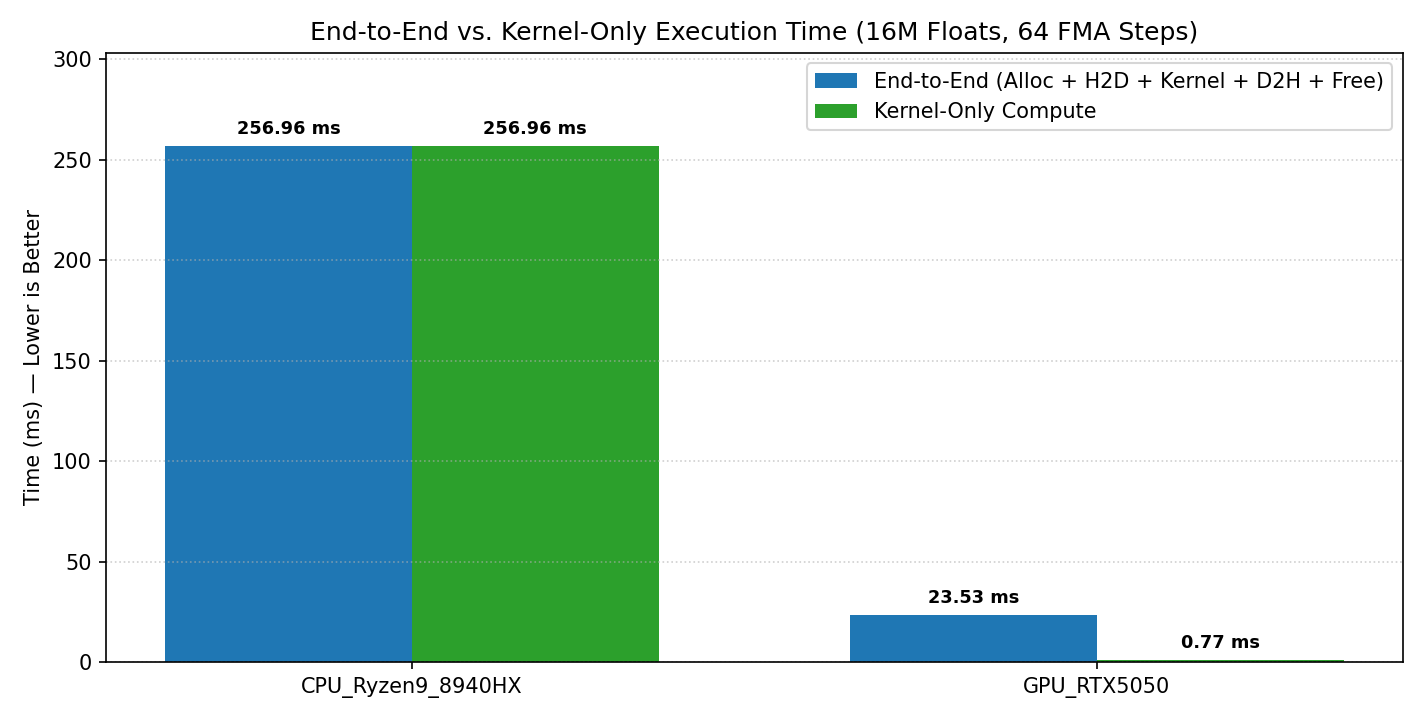 End-to-End vs. Kernel-Only Execution Time (16M Floats, 64 FMA Steps)
End-to-End (Alloc + H2D + Kernel + D2H + Free)
Kernel-Only Compute
Time (ms) — Lower is Better
300
250
200
150
100
50
0
256.96 ms
256.96 ms
23.53 ms
0.77 ms
CPU_Ryzen9_8940HX
GPU_RTX5050